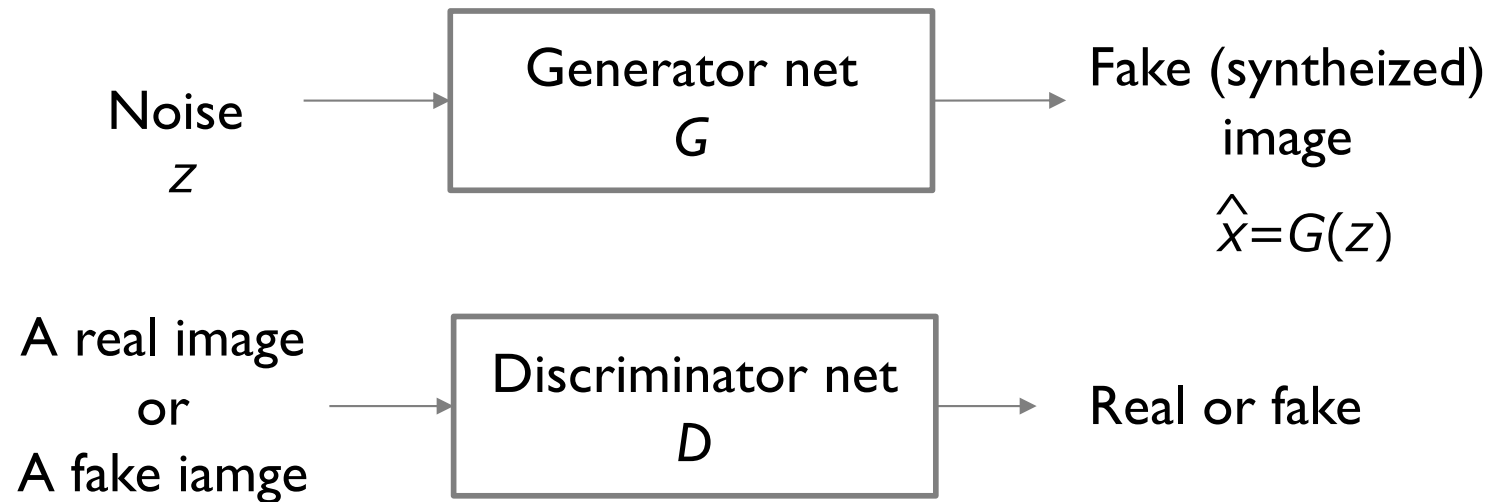 Noise
z
Generator net
G
Fake (syntheized)
image
x̂=G(z)
A real image
or
A fake iamge
Discriminator net
D
Real or fake